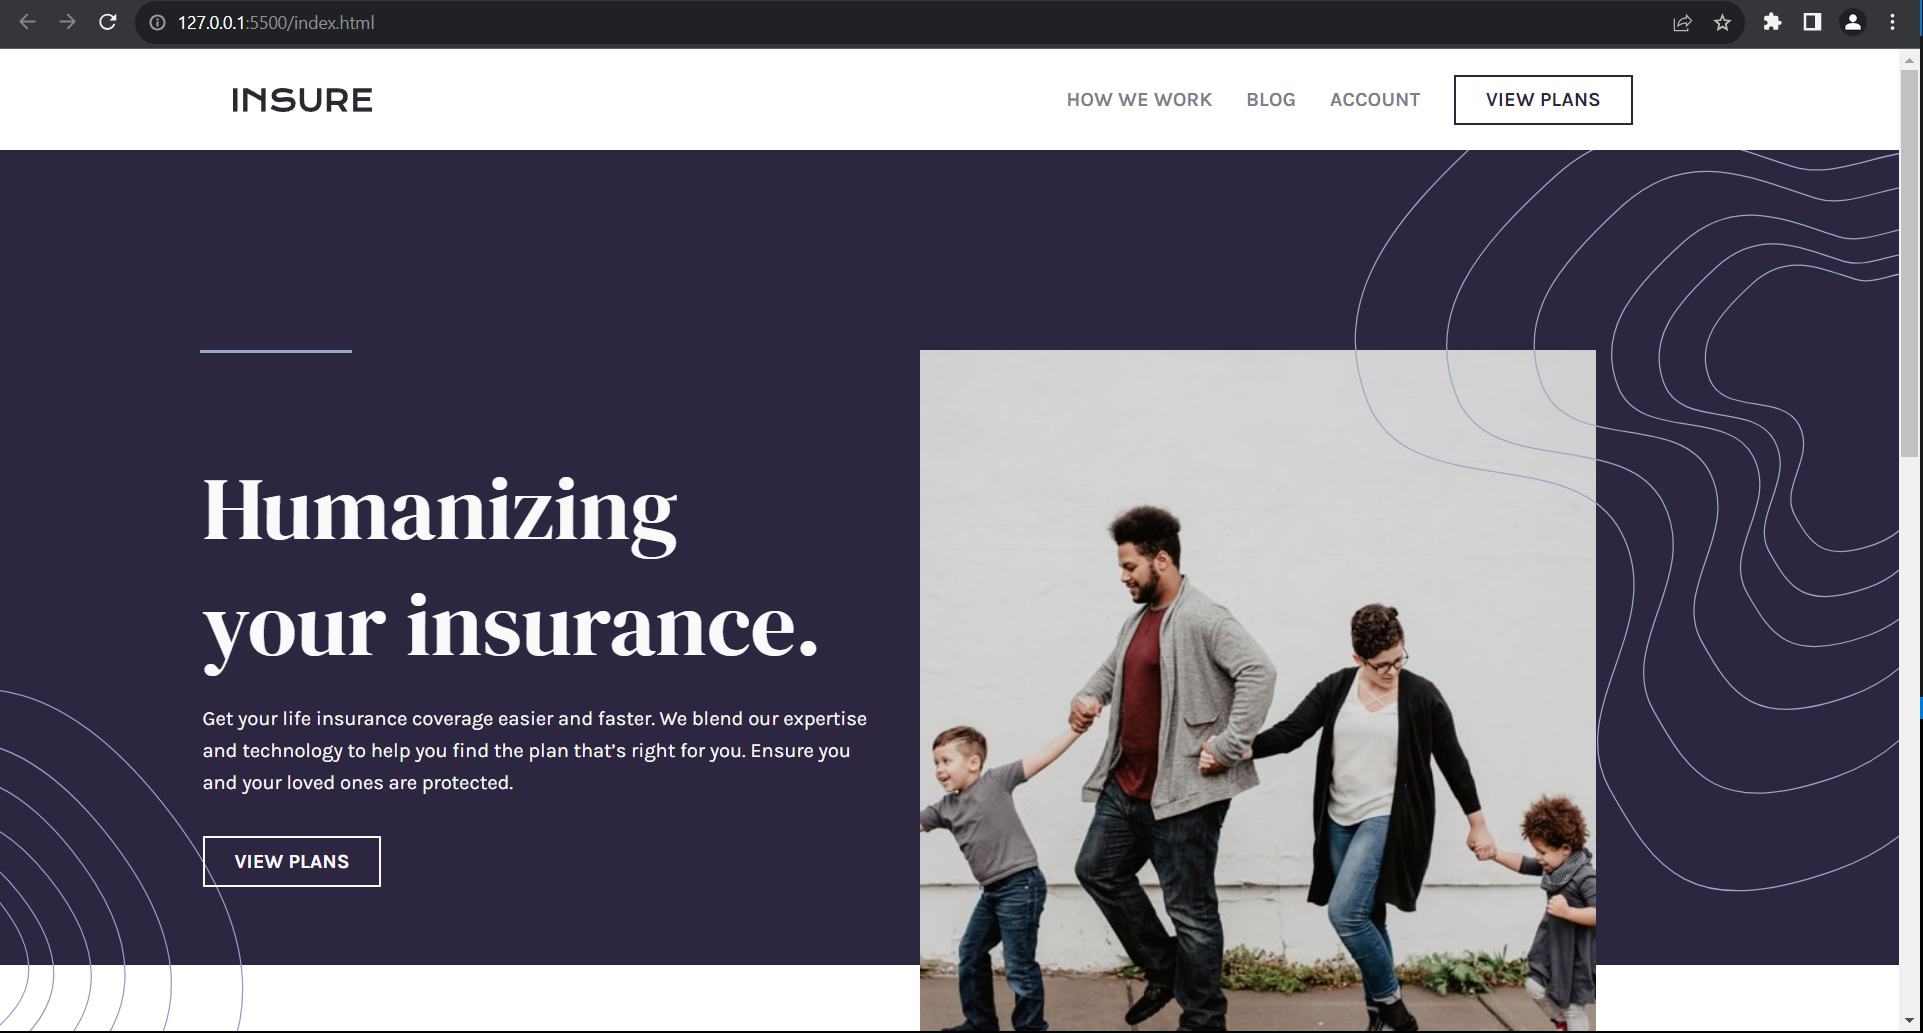 127.0.0.1:5500/index.html
INSURE
HOW WE WORK BLOG ACCOUNT VIEW PLANS
Humanizing
your insurance.
Get your life insurance coverage easier and faster. We blend our expertise
and technology to help you find the plan that’s right for you. Ensure you
and your loved ones are protected.
VIEW PLANS